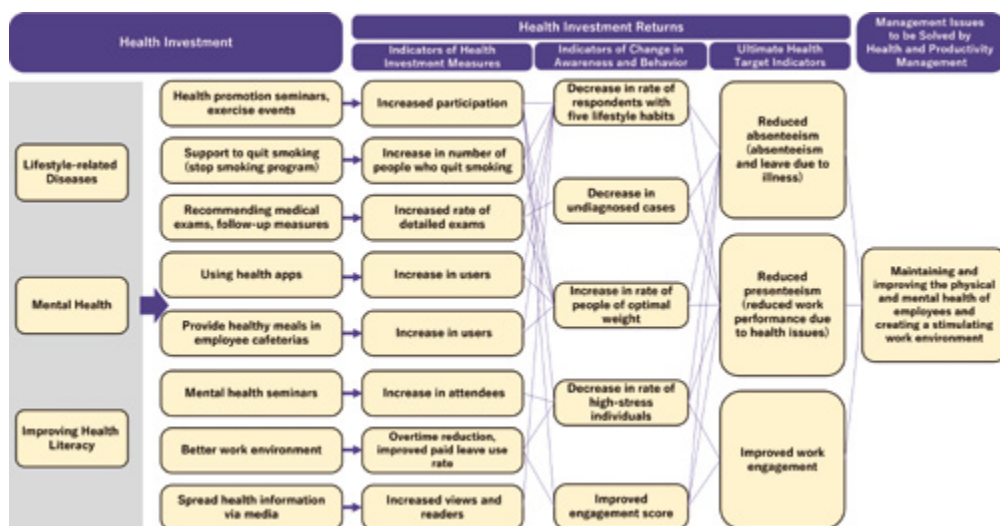 Health Investment
Health Investment Returns
Management Issues
to be Solved by
Health and Productivity
Management
Indicators of Health
Investment Measures
Indicators of Change in
Awareness and Behavior
Ultimate Health
Target Indicators
Lifestyle-related
Diseases
Mental Health
Improving Health
Literacy
Health promotion seminars,
exercise events
Support to quit smoking
(stop smoking program)
Recommending medical
exams, follow-up measures
Using health apps
Provide healthy meals in
employee cafeterias
Mental health seminars
Better work environment
Spread health information
via media
Increased participation
Increase in number of
people who quit smoking
Increased rate of
detailed exams
Increase in users
Increase in users
Increase in attendees
Overtime reduction,
improved paid leave use
rate
Increased views and
readers
Decrease in rate of
respondents with
five lifestyle habits
Decrease in
undiagnosed cases
Increase in rate of
people of optimal
weight
Decrease in rate of
high-stress
individuals
Improved
engagement score
Reduced
absenteeism
(absenteeism
and leave due to
illness)
Reduced
presenteeism
(reduced work
performance due
to health issues)
Improved work
engagement
Maintaining and
improving the physical
and mental health of
employees and
creating a stimulating
work environment